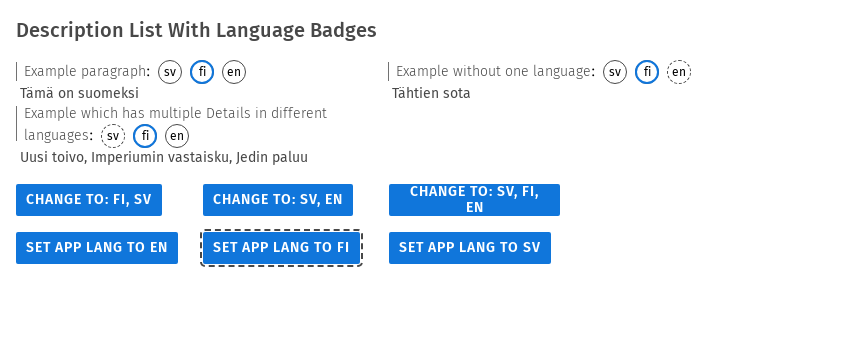 Description List With Language Badges
Example paragraph: sv fi en
Tämä on suomeksi
Example without one language: sv fi en
Tähtien sota
Example which has multiple Details in different
languages: sv fi en
Uusi toivo, Imperiumin vastaisku, Jedin paluu
CHANGE TO: FI, SV
CHANGE TO: SV, EN
CHANGE TO: SV, FI,
EN
SET APP LANG TO EN
SET APP LANG TO FI
SET APP LANG TO SV